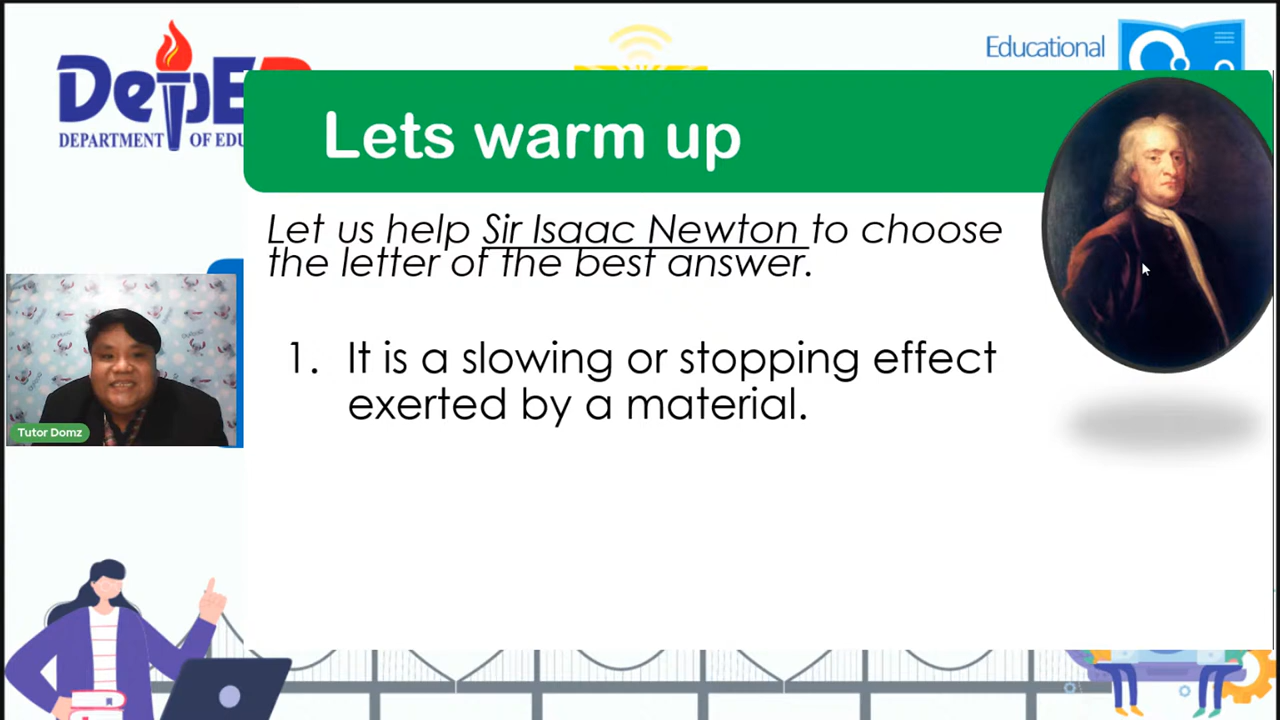 DepED
DEPARTMENT OF EDU
Educational
Lets warm up
Let us help Sir Isaac Newton to choose
the letter of the best answer.
1. It is a slowing or stopping effect
exerted by a material.
Tutor Domz